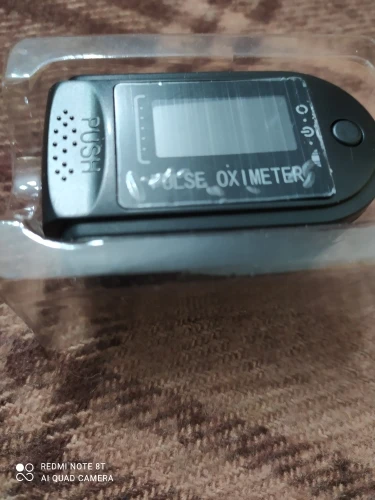 PUSH
PULSE OXIMETER
REDMI NOTE 8T
AI QUAD CAMERA